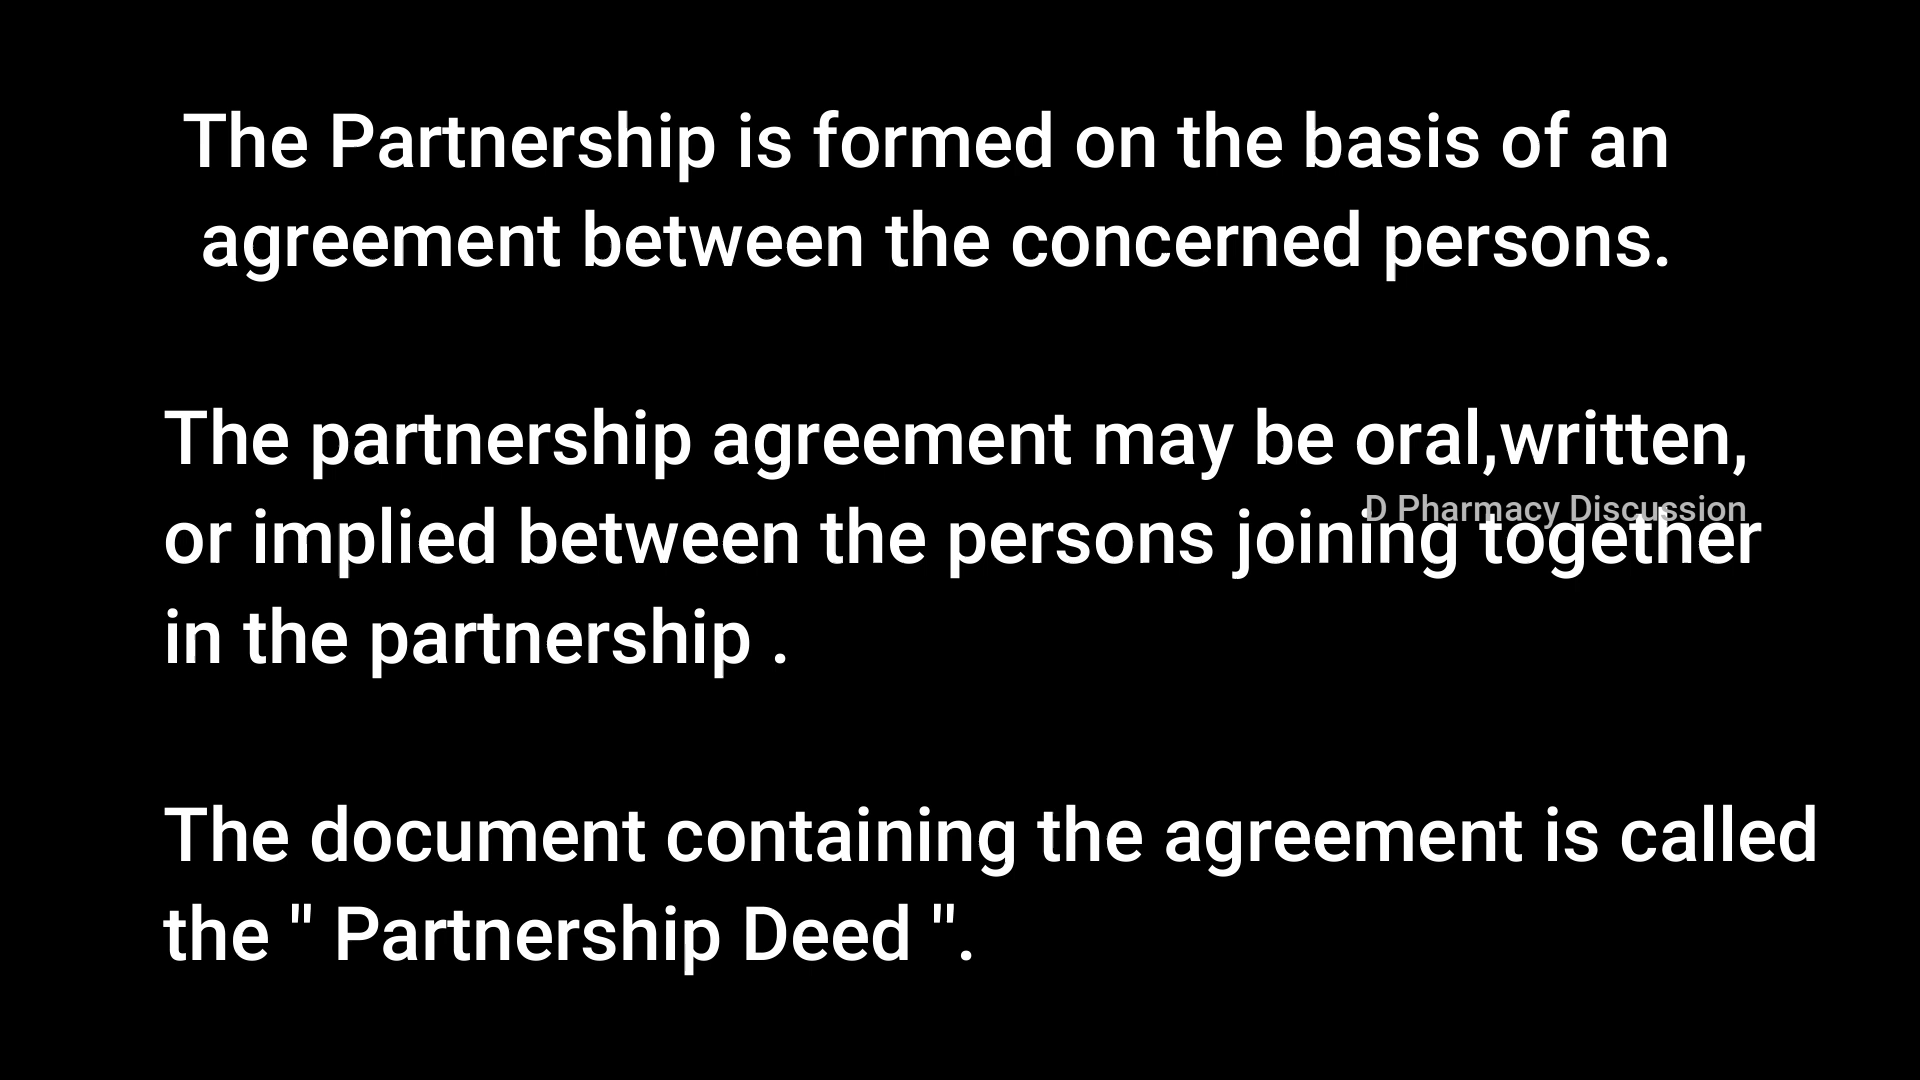 The Partnership is formed on the basis of an
agreement between the concerned persons.
The partnership agreement may be oral,written,
D Pharmacy Discussion
or implied between the persons joining together
in the partnership .
The document containing the agreement is called
the " Partnership Deed ".